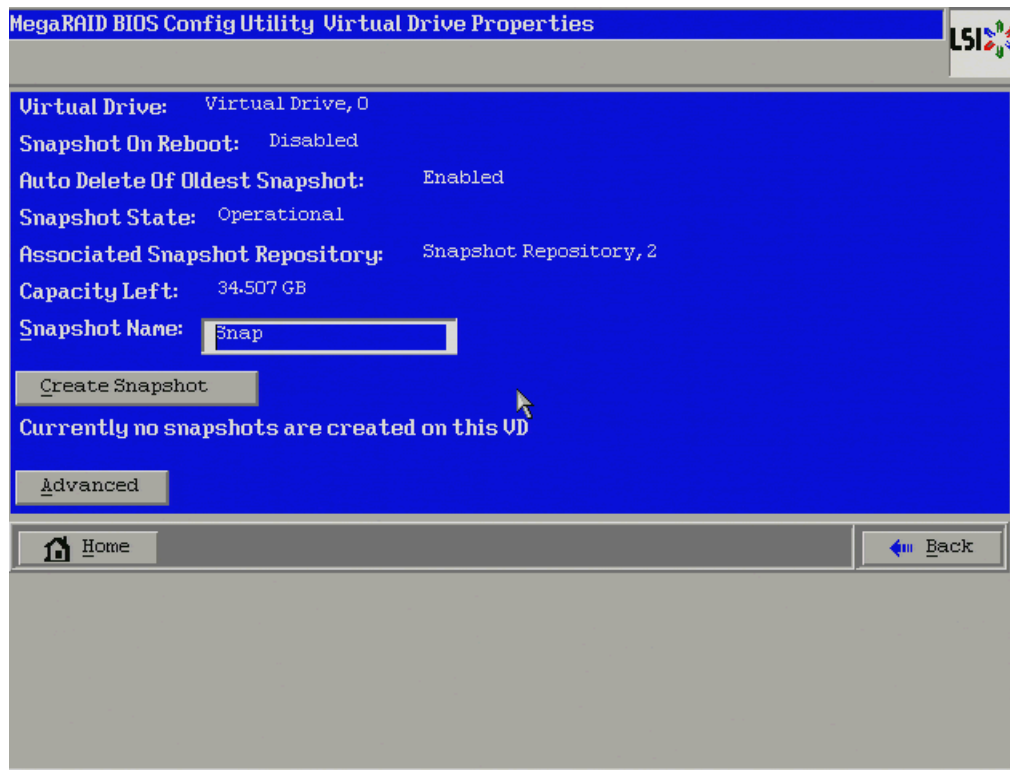 MegaRAID BIOS Config Utility Virtual Drive Properties
LSI
Virtual Drive: Virtual Drive, 0
Snapshot On Reboot: Disabled
Auto Delete Of Oldest Snapshot: Enabled
Snapshot State: Operational
Associated Snapshot Repository: Snapshot Repository, 2
Capacity Left: 34.507 GB
Snapshot Name: Snap
Create Snapshot
Currently no snapshots are created on this VD
Advanced
Home
Back